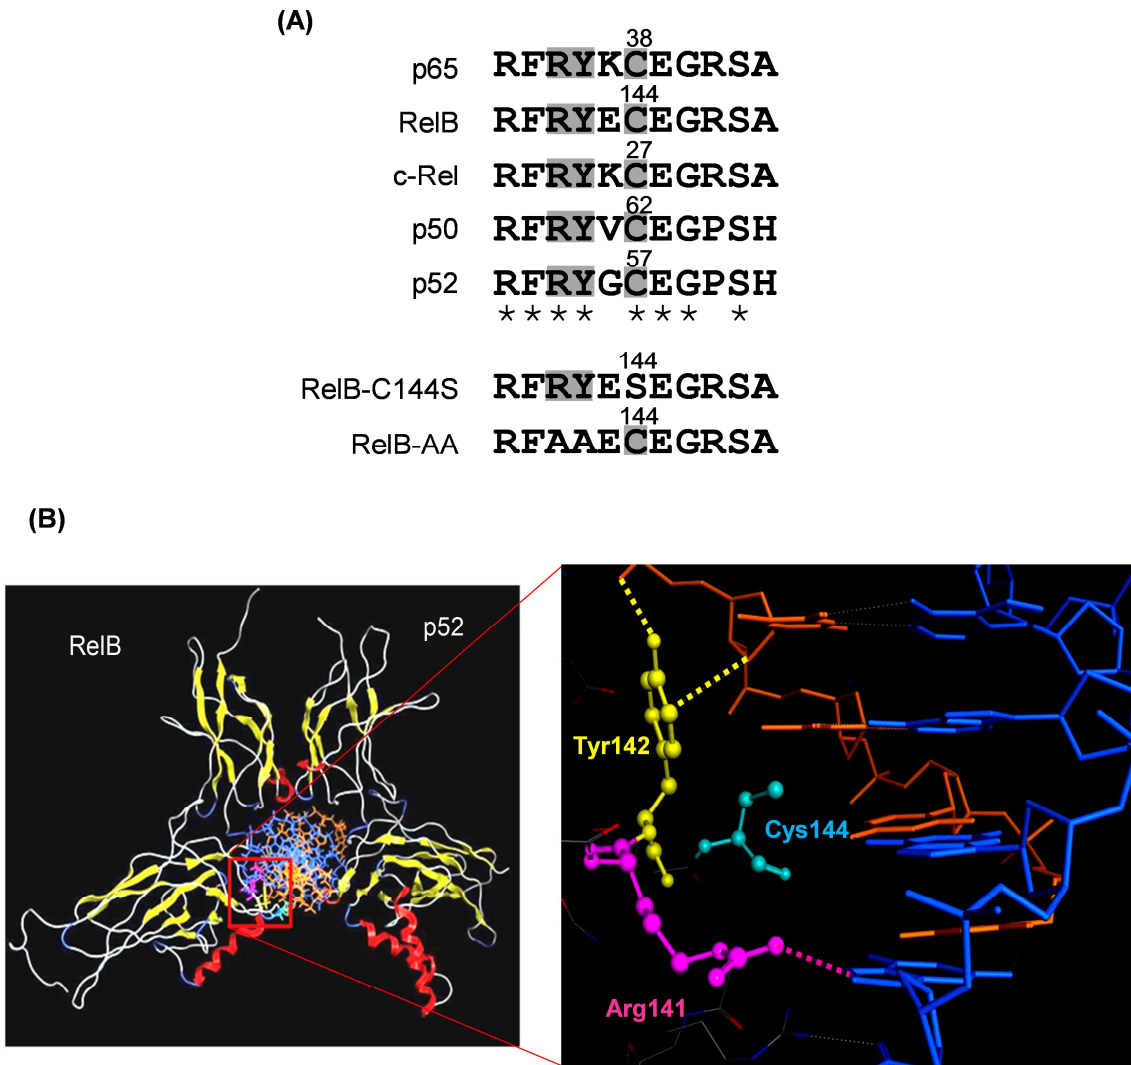 (A)
38
p65 RFRYKCEGRSA
144
RelB RFRYECEGRSA
27
c-Rel RFRYKCEGRSA
62
p50 RFRYVCEGPSH
57
p52 RFRYGCEGPSH
* * * * * * * *
144
RelB-C144S RFRYESEGRSA
144
RelB-AA RFAAECEGRSA
(B)
RelB p52
Tyr142
Cys144
Arg141